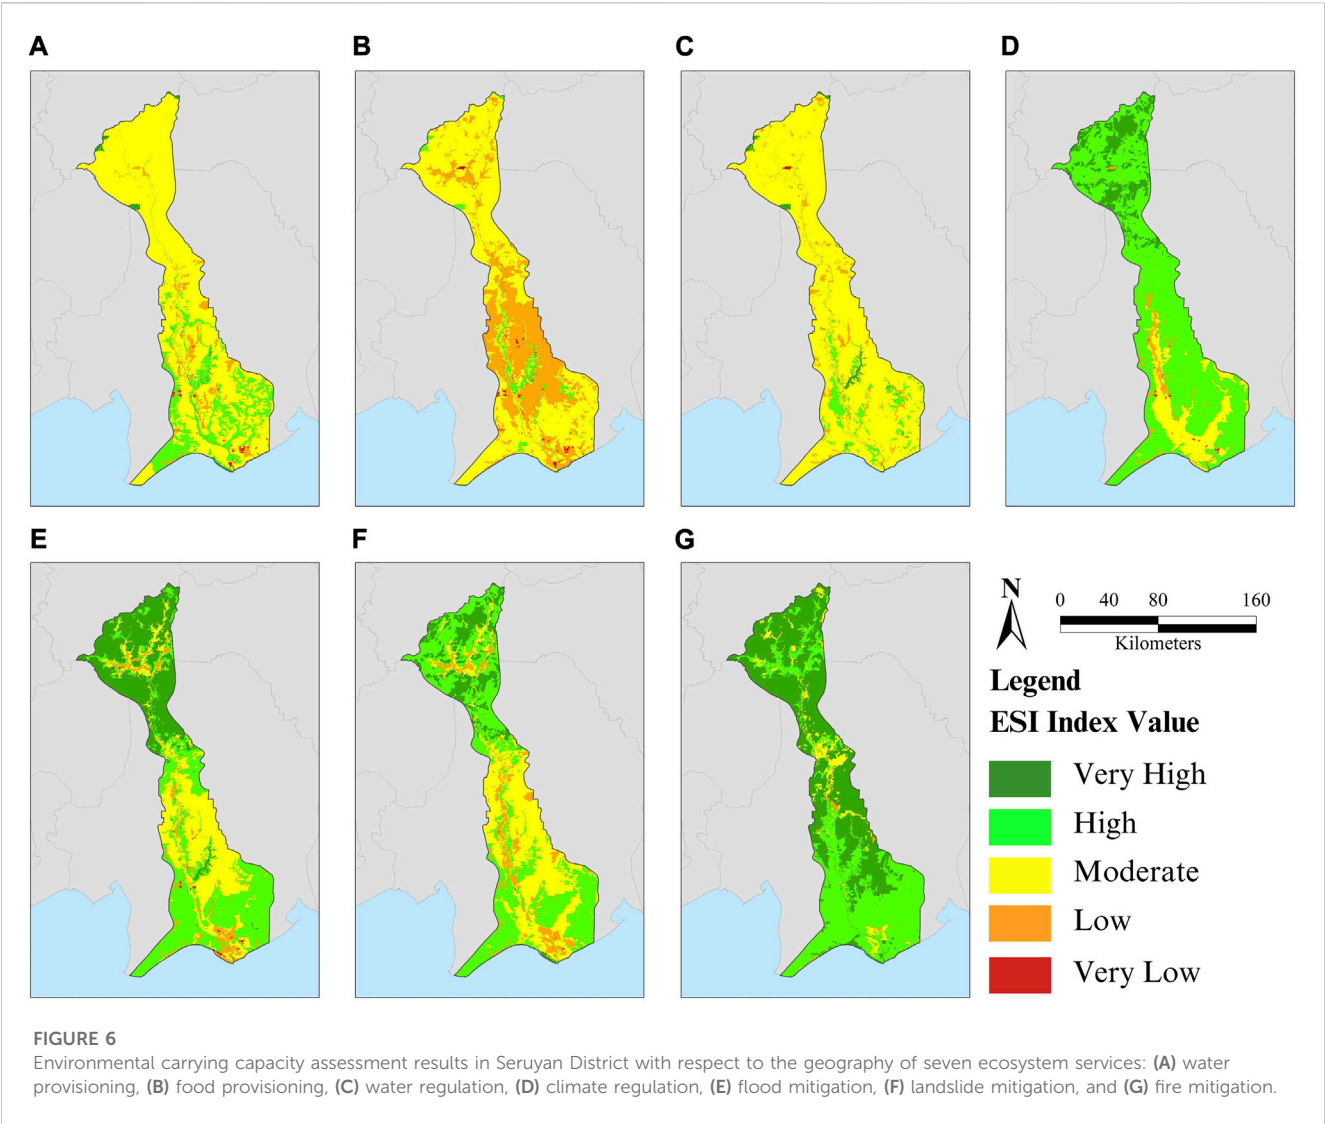 A
B
C
D
E
F
G
N
0 40 80 160
Kilometers
Legend
ESI Index Value
Very High
High
Moderate
Low
Very Low
FIGURE 6
Environmental carrying capacity assessment results in Seruyan District with respect to the geography of seven ecosystem services: (A) water
provisioning, (B) food provisioning, (C) water regulation, (D) climate regulation, (E) flood mitigation, (F) landslide mitigation, and (G) fire mitigation.